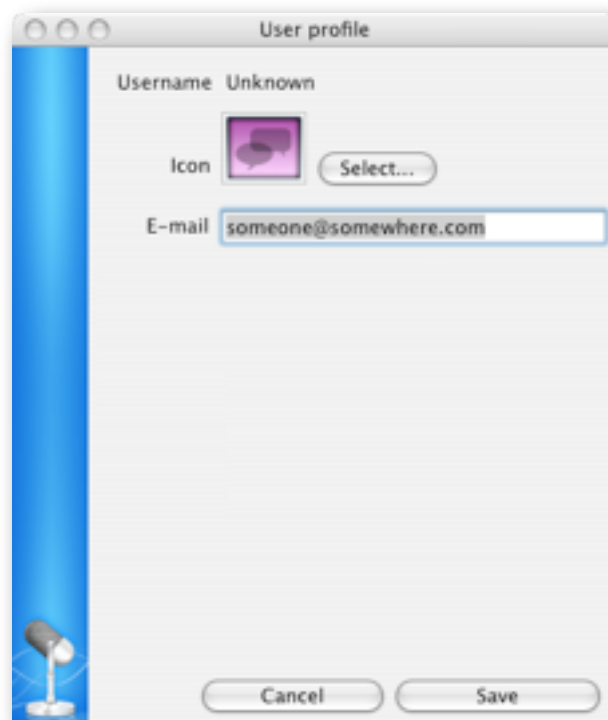 User profile
Username Unknown
Icon Select...
E-mail someone@somewhere.com
Cancel Save